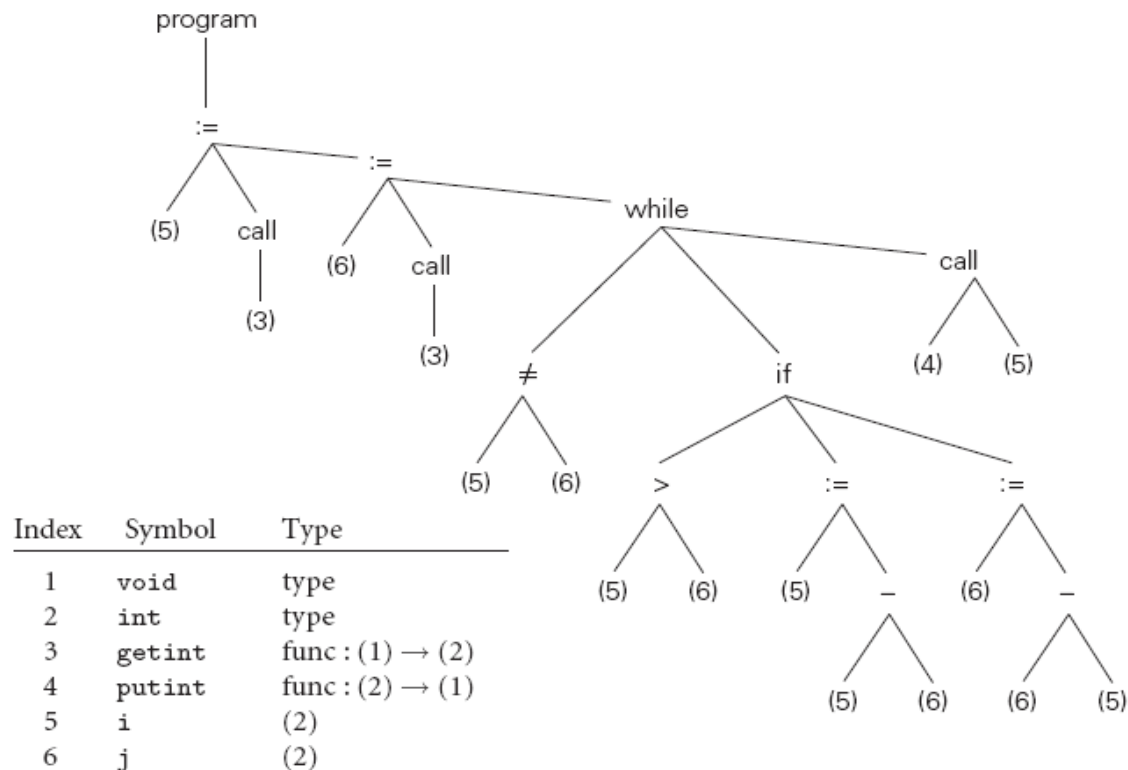 program
:=
:=
while
(5) call
(6) call
call
(3)
(3)
(4) (5)
≠ if
(5) (6)
> := :=
(5) (6) (5) − (6) −
(5) (6) (6) (5)
Index Symbol Type
1 void type
2 int type
3 getint func : (1) → (2)
4 putint func : (2) → (1)
5 i (2)
6 j (2)